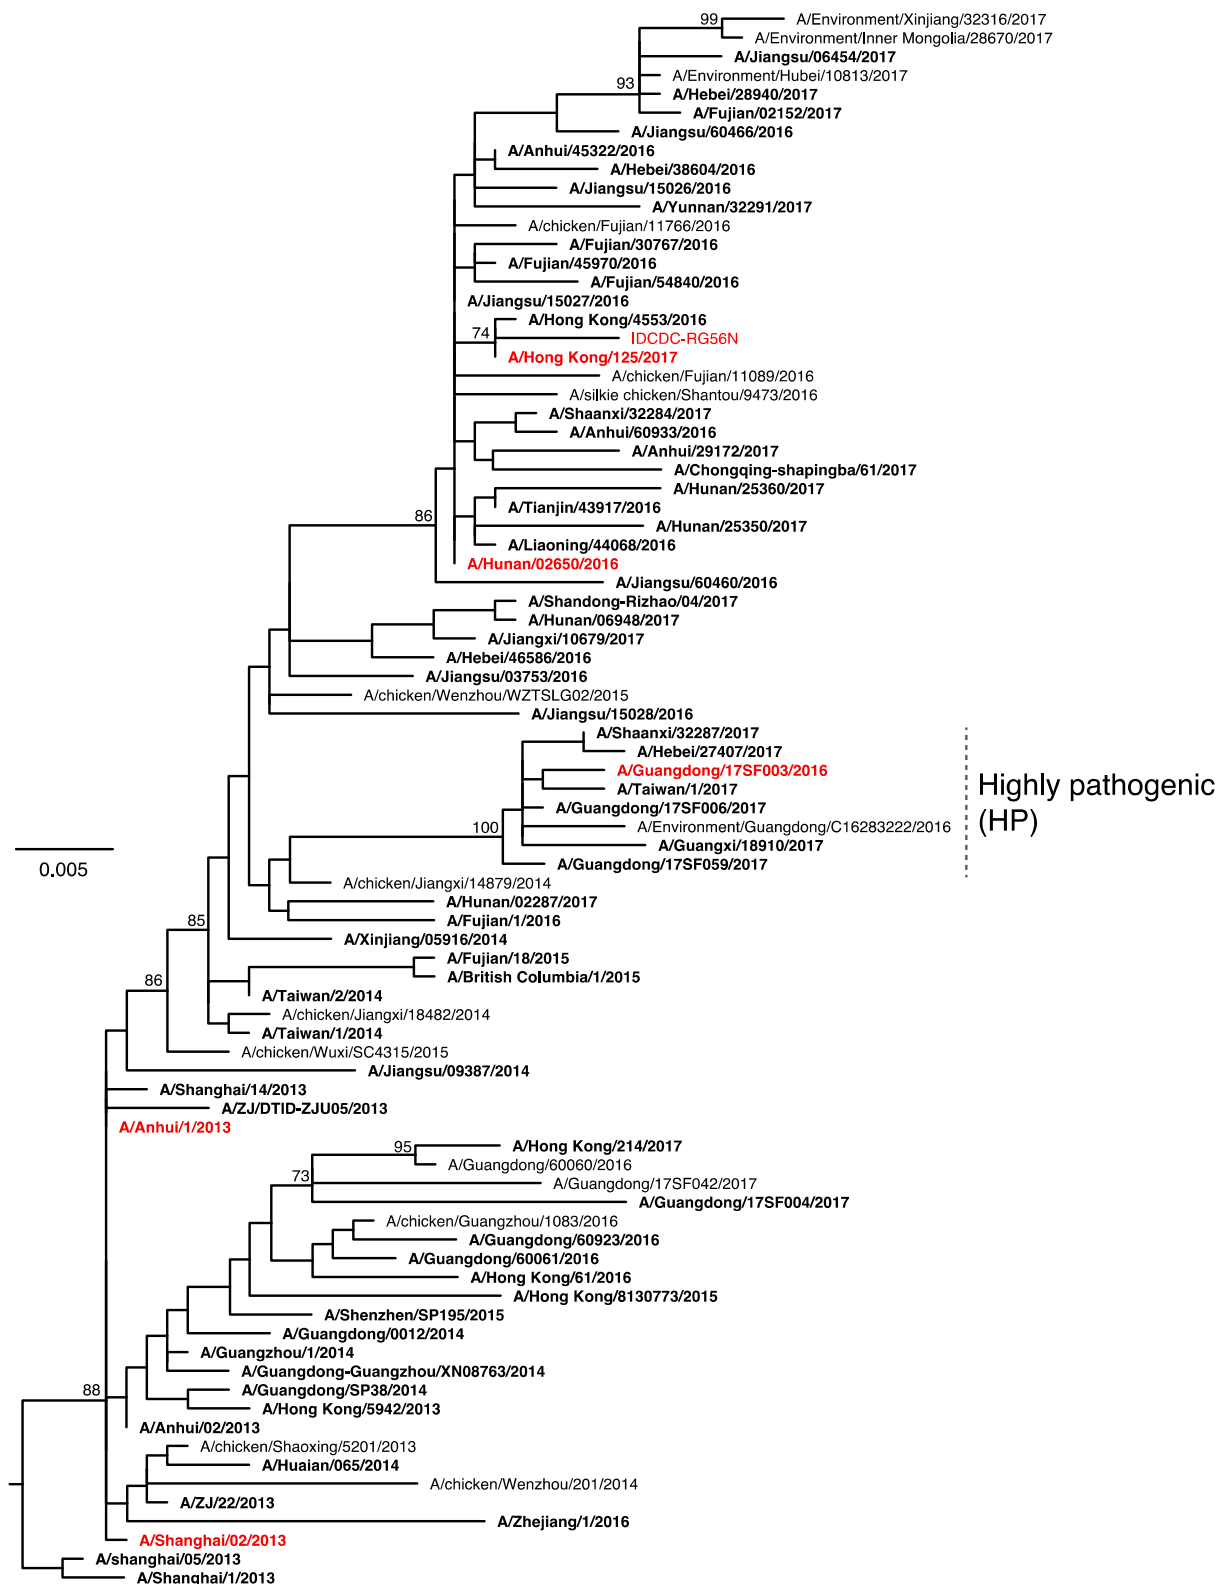 99
A/Environment/Xinjiang/32316/2017
A/Environment/Inner Mongolia/28670/2017
A/Jiangsu/06454/2017
A/Environment/Hubei/10813/2017
93
A/Hebei/28940/2017
A/Fujian/02152/2017
A/Jiangsu/60466/2016
A/Anhui/45322/2016
A/Hebei/38604/2016
A/Jiangsu/15026/2016
A/Yunnan/32291/2017
A/chicken/Fujian/11766/2016
A/Fujian/30767/2016
A/Fujian/45970/2016
A/Fujian/54840/2016
A/Jiangsu/15027/2016
A/Hong Kong/4553/2016
74
IDCDC-RG56N
A/Hong Kong/125/2017
A/chicken/Fujian/11089/2016
A/silkie chicken/Shantou/9473/2016
A/Shaanxi/32284/2017
A/Anhui/60933/2016
A/Anhui/29172/2017
A/Chongqing-shapingba/61/2017
A/Hunan/25360/2017
A/Tianjin/43917/2016
86
A/Hunan/25350/2017
A/Liaoning/44068/2016
A/Hunan/02650/2016
A/Jiangsu/60460/2016
A/Shandong-Rizhao/04/2017
A/Hunan/06948/2017
A/Jiangxi/10679/2017
A/Hebei/46586/2016
A/Jiangsu/03753/2016
A/chicken/Wenzhou/WZTSLG02/2015
A/Jiangsu/15028/2016
A/Shaanxi/32287/2017
A/Hebei/27407/2017
A/Guangdong/17SF003/2016
A/Taiwan/1/2017
Highly pathogenic
(HP)
A/Guangdong/17SF006/2017
100
A/Environment/Guangdong/C16283222/2016
A/Guangxi/18910/2017
A/Guangdong/17SF059/2017
0.005
A/chicken/Jiangxi/14879/2014
A/Hunan/02287/2017
85
A/Fujian/1/2016
A/Xinjiang/05916/2014
A/Fujian/18/2015
86
A/British Columbia/1/2015
A/Taiwan/2/2014
A/chicken/Jiangxi/18482/2014
A/Taiwan/1/2014
A/chicken/Wuxi/SC4315/2015
A/Jiangsu/09387/2014
A/Shanghai/14/2013
A/ZJ/DTID-ZJU05/2013
A/Anhui/1/2013
95
A/Hong Kong/214/2017
A/Guangdong/60060/2016
73
A/Guangdong/17SF042/2017
A/Guangdong/17SF004/2017
A/chicken/Guangzhou/1083/2016
A/Guangdong/60923/2016
A/Guangdong/60061/2016
A/Hong Kong/61/2016
A/Hong Kong/8130773/2015
A/Shenzhen/SP195/2015
A/Guangdong/0012/2014
A/Guangzhou/1/2014
A/Guangdong-Guangzhou/XN08763/2014
88
A/Guangdong/SP38/2014
A/Hong Kong/5942/2013
A/Anhui/02/2013
A/chicken/Shaoxing/5201/2013
A/Huaian/065/2014
A/chicken/Wenzhou/201/2014
A/ZJ/22/2013
A/Zhejiang/1/2016
A/Shanghai/02/2013
A/shanghai/05/2013
A/Shanghai/1/2013